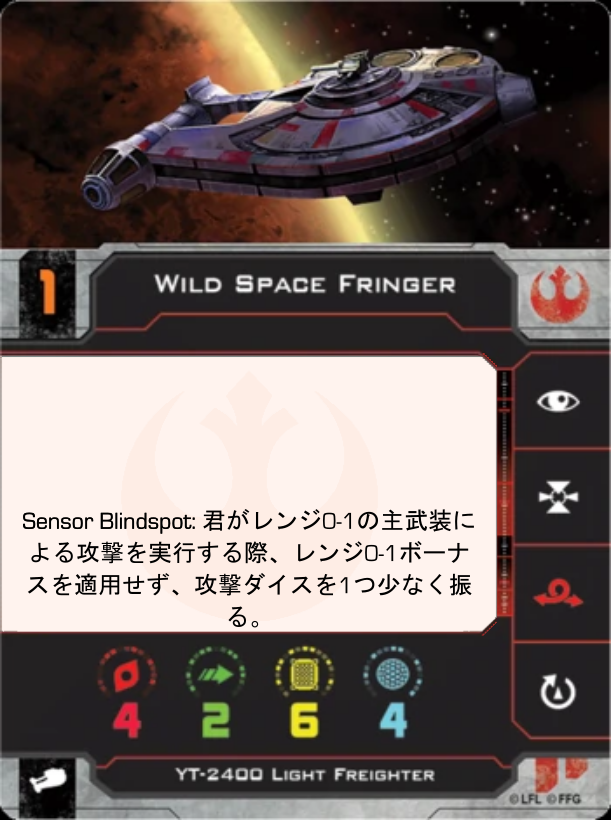 1
WILD SPACE FRINGER
Sensor Blindspot: 君がレンジ0-1の主武装に
よる攻撃を実行する際、レンジ0-1ボーナ
スを適用せず、攻撃ダイスを1つ少なく振
る。
4 2 6 4
YT-2400 LIGHT FREIGHTER
©LFL ©FFG